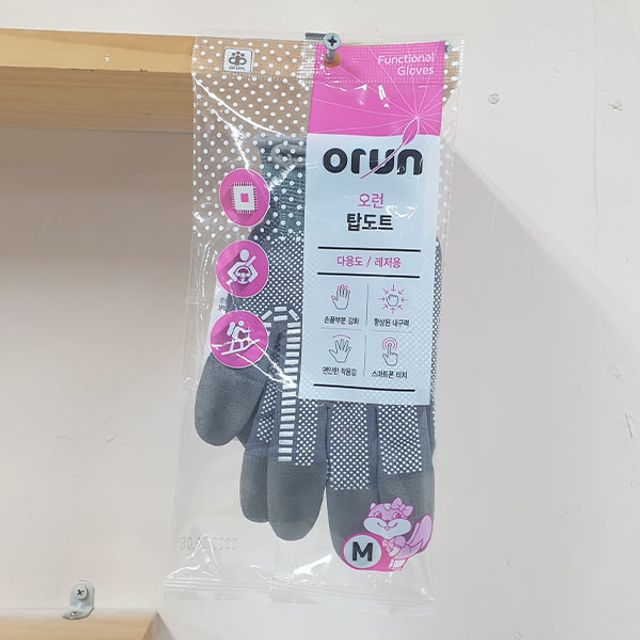 orun
Functional
Gloves
orun
오런
탑도트
다용도 / 레저용
손끝부분 강화
향상된 내구력
편안한 착용감
스마트폰 터치
M